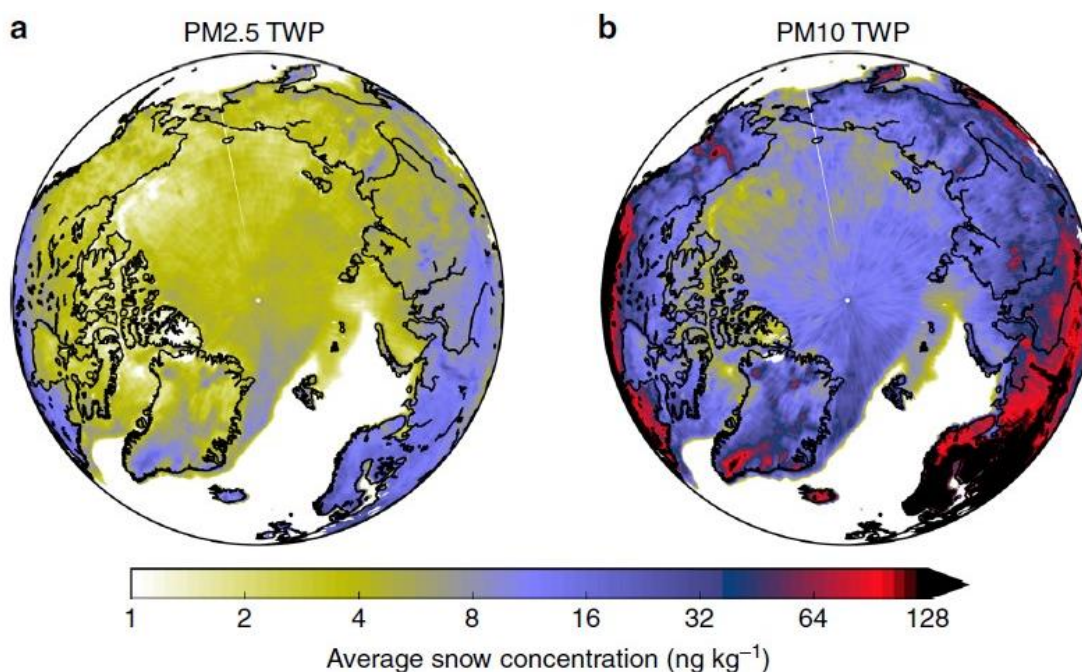 a PM2.5 TWP
b PM10 TWP
1 2 4 8 16 32 64 128
Average snow concentration (ng kg⁻¹)